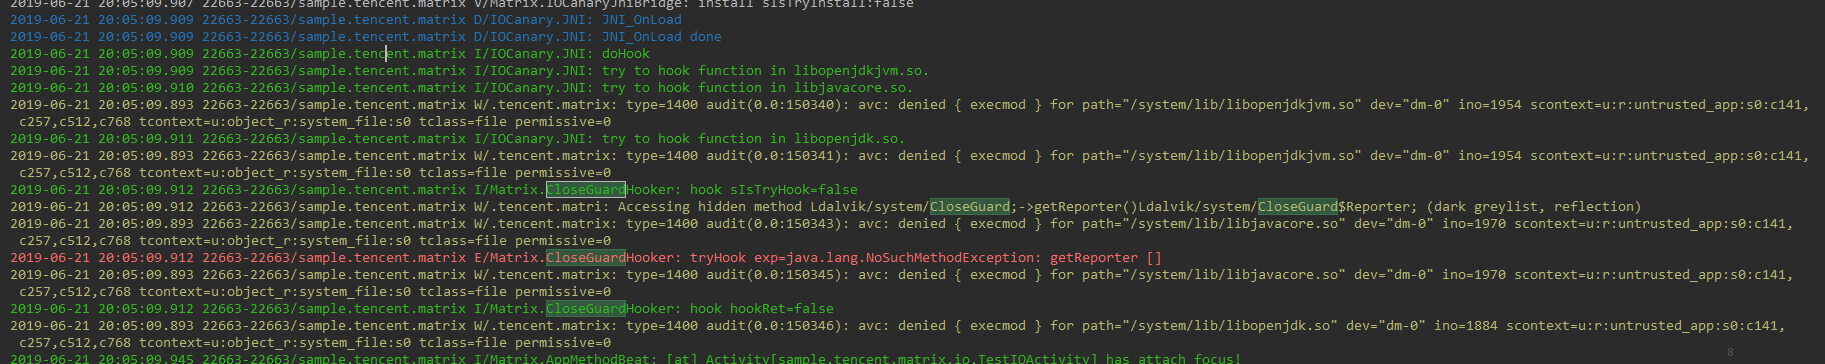 2019-06-21 20:05:09.907 22663-22663/sample.tencent.matrix V/Matrix.IOCanaryJniBridge: install sIsTryInstall:false
2019-06-21 20:05:09.909 22663-22663/sample.tencent.matrix D/IOCanary.JNI: JNI_OnLoad
2019-06-21 20:05:09.909 22663-22663/sample.tencent.matrix D/IOCanary.JNI: JNI_OnLoad done
2019-06-21 20:05:09.909 22663-22663/sample.tencent.matrix I/IOCanary.JNI: doHook
2019-06-21 20:05:09.909 22663-22663/sample.tencent.matrix I/IOCanary.JNI: try to hook function in libopenjdkjvm.so.
2019-06-21 20:05:09.910 22663-22663/sample.tencent.matrix I/IOCanary.JNI: try to hook function in libjavacore.so.
2019-06-21 20:05:09.893 22663-22663/sample.tencent.matrix W/.tencent.matrix: type=1400 audit(0.0:150340): avc: denied { execmod } for path="/system/lib/libopenjdkjvm.so" dev="dm-0" ino=1954 scontext=u:r:untrusted_app:s0:c141,
c257,c512,c768 tcontext=u:object_r:system_file:s0 tclass=file permissive=0
2019-06-21 20:05:09.911 22663-22663/sample.tencent.matrix I/IOCanary.JNI: try to hook function in libopenjdk.so.
2019-06-21 20:05:09.893 22663-22663/sample.tencent.matrix W/.tencent.matrix: type=1400 audit(0.0:150341): avc: denied { execmod } for path="/system/lib/libopenjdkjvm.so" dev="dm-0" ino=1954 scontext=u:r:untrusted_app:s0:c141,
c257,c512,c768 tcontext=u:object_r:system_file:s0 tclass=file permissive=0
2019-06-21 20:05:09.912 22663-22663/sample.tencent.matrix I/Matrix.CloseGuardHooker: hook sIsTryHook=false
2019-06-21 20:05:09.912 22663-22663/sample.tencent.matrix W/.tencent.matri: Accessing hidden method Ldalvik/system/CloseGuard;->getReporter()Ldalvik/system/CloseGuard$Reporter; (dark greylist, reflection)
2019-06-21 20:05:09.893 22663-22663/sample.tencent.matrix W/.tencent.matrix: type=1400 audit(0.0:150343): avc: denied { execmod } for path="/system/lib/libjavacore.so" dev="dm-0" ino=1970 scontext=u:r:untrusted_app:s0:c141,
c257,c512,c768 tcontext=u:object_r:system_file:s0 tclass=file permissive=0
2019-06-21 20:05:09.912 22663-22663/sample.tencent.matrix E/Matrix.CloseGuardHooker: tryHook exp=java.lang.NoSuchMethodException: getReporter []
2019-06-21 20:05:09.893 22663-22663/sample.tencent.matrix W/.tencent.matrix: type=1400 audit(0.0:150345): avc: denied { execmod } for path="/system/lib/libjavacore.so" dev="dm-0" ino=1970 scontext=u:r:untrusted_app:s0:c141,
c257,c512,c768 tcontext=u:object_r:system_file:s0 tclass=file permissive=0
2019-06-21 20:05:09.912 22663-22663/sample.tencent.matrix I/Matrix.CloseGuardHooker: hook hookRet=false
2019-06-21 20:05:09.893 22663-22663/sample.tencent.matrix W/.tencent.matrix: type=1400 audit(0.0:150346): avc: denied { execmod } for path="/system/lib/libopenjdk.so" dev="dm-0" ino=1884 scontext=u:r:untrusted_app:s0:c141,
c257,c512,c768 tcontext=u:object_r:system_file:s0 tclass=file permissive=0
8
2019-06-21 20:05:09.945 22663-22663/sample.tencent.matrix I/Matrix.AppMethodBeat: [at] Activity[sample.tencent.matrix.io.TestIOActivity] has attach focus!